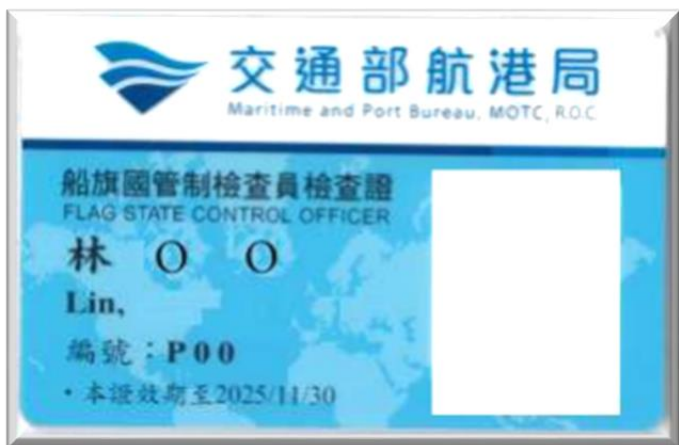 交通部航港局
Maritime and Port Bureau, MOTC, R.O.C
船旗國管制檢查員檢查證
FLAG STATE CONTROL OFFICER
林 O O
Lin,
編號：P00
・本證效期至2025/11/30